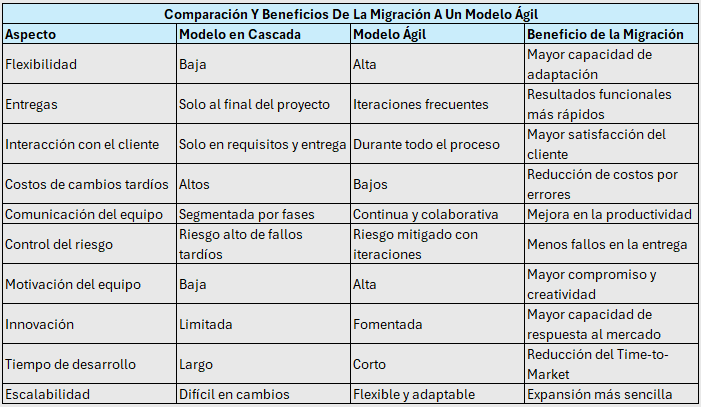 Comparación Y Beneficios De La Migración A Un Modelo Ágil
Aspecto Modelo en Cascada Modelo Ágil Beneficio de la Migración
Flexibilidad Baja Alta Mayor capacidad de
adaptación
Entregas Solo al final del proyecto Iteraciones frecuentes Resultados funcionales
más rápidos
Interacción con el cliente Solo en requisitos y entrega Durante todo el proceso Mayor satisfacción del
cliente
Costos de cambios tardíos Altos Bajos Reducción de costos por
errores
Comunicación del equipo Segmentada por fases Continua y colaborativa Mejora en la productividad
Control del riesgo Riesgo alto de fallos
tardíos Riesgo mitigado con
iteraciones Menos fallos en la entrega
Motivación del equipo Baja Alta Mayor compromiso y
creatividad
Innovación Limitada Fomentada Mayor capacidad de
respuesta al mercado
Tiempo de desarrollo Largo Corto Reducción del Time-to-
Market
Escalabilidad Difícil en cambios Flexible y adaptable Expansión más sencilla